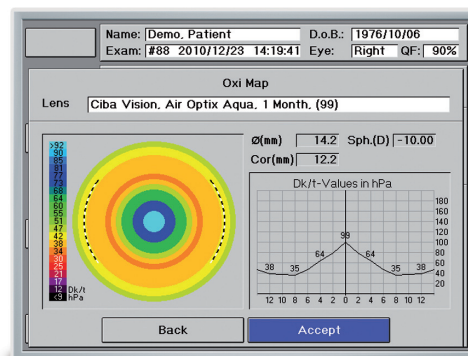 Name: Demo, Patient D.o.B.: 1976/10/06
Exam: #88 2010/12/23 14:19:41 Eye: Right QF: 90%
Oxi Map
Lens Ciba Vision, Air Optix Aqua, 1 Month, (99)
Ø(mm) 14.2 Sph.(D) -10.00
Cor(mm) 12.2
>92
90
85
81
77
73
68
64
60
55
51
47
42
38
34
30
25
21
17
12 Dk/t
<9 hPa
Dk/t-Values in hPa
180
160
140
120
100
80
60
40
20
38 35 64 99 64 35 38
12 10 8 6 4 2 0 2 4 6 8 10 12
Back Accept